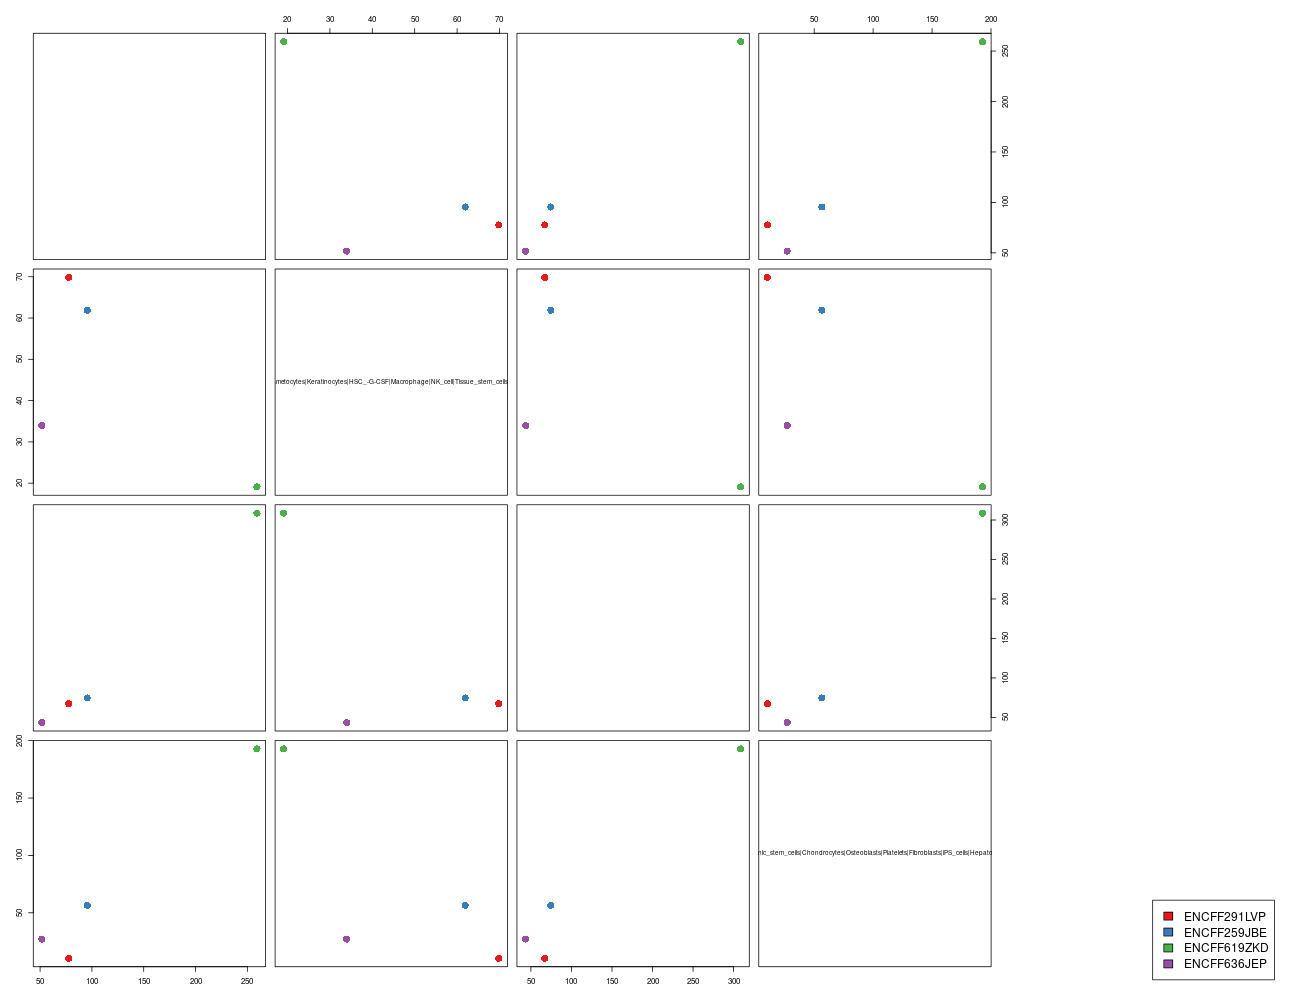 20 30 40 50 60 70
50 100 150 200
50 100 150 200 250
20 30 40 50 60 70
metocytes|Keratinocytes|HSC_-G-CSF|Macrophage|NK_cell|Tissue_stem_cells
50 100 150 200 250 300
50 100 150 200
nic_stem_cells|Chondrocytes|Osteoblasts|Platelets|Fibroblasts|iPS_cells|Hepato
50 100 150 200 250
50 100 150 200 250 300
ENCFF291LVP
ENCFF259JBE
ENCFF619ZKD
ENCFF636JEP